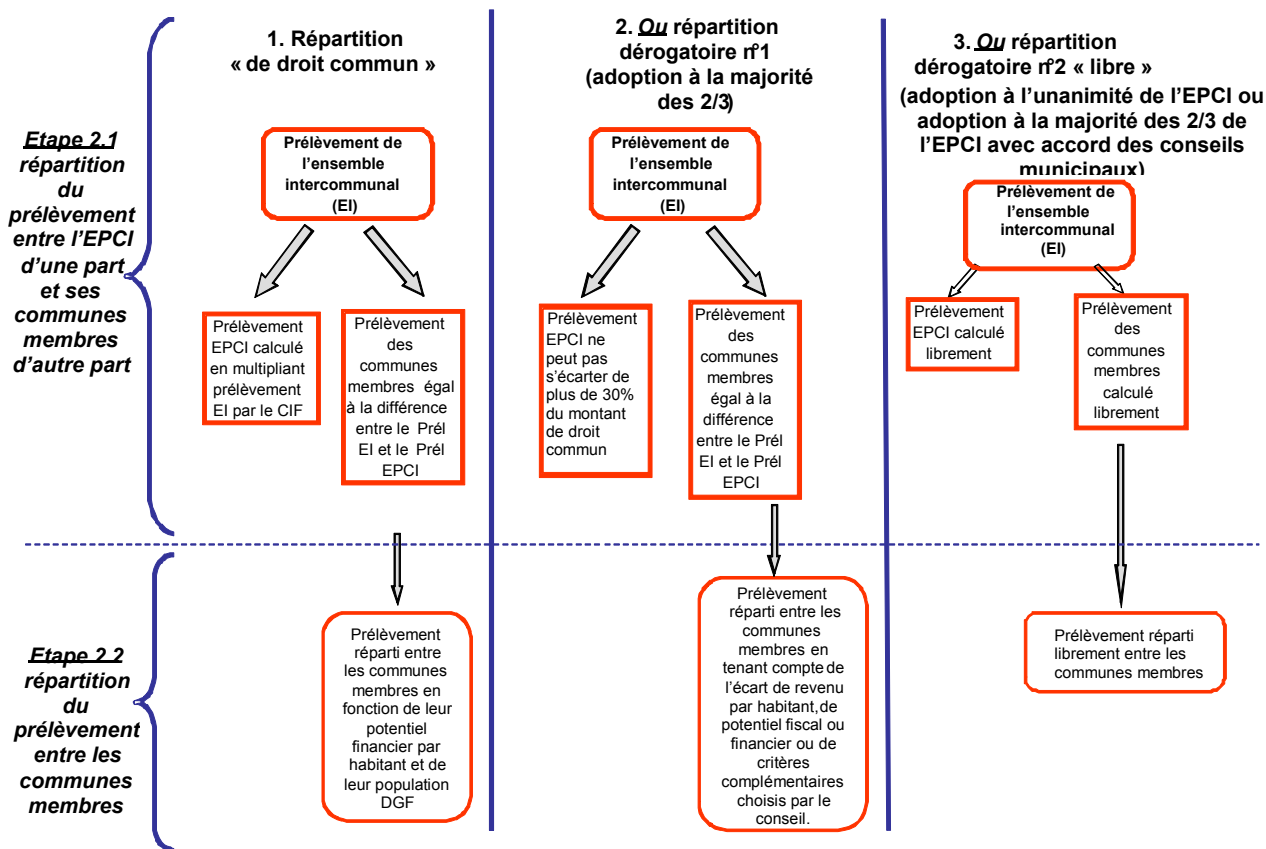 1. Répartition
« de droit commun »
2. Ou répartition
dérogatoire n°1
(adoption à la majorité
des 2/3)
3. Ou répartition
dérogatoire n°2 « libre »
(adoption à l'unanimité de l'EPCI ou
adoption à la majorité des 2/3 de
l'EPCI avec accord des conseils
municipaux)
Etape 2.1
répartition
du
prélèvement
entre l'EPCI
d'une part
et ses
communes
membres
d'autre part
Prélèvement de
l'ensemble
intercommunal
(EI)
Prélèvement
EPCI calculé
en multipliant
prélèvement
EI par le CIF
Prélèvement
des
communes
membres égal
à la différence
entre le Prél
EI et le Prél
EPCI
Prélèvement de
l'ensemble
intercommunal
(EI)
Prélèvement
EPCI ne
peut pas
s'écarter de
plus de 30%
du montant
de droit
commun
Prélèvement
des
communes
membres
égal à la
différence
entre le Prél
EI et le Prél
EPCI
Prélèvement de
l'ensemble
intercommunal
(EI)
Prélèvement
EPCI calculé
librement
Prélèvement
des
communes
membres
calculé
librement
Etape 2.2
répartition
du
prélèvement
entre les
communes
membres
Prélèvement
réparti entre
les communes
membres en
fonction de leur
potentiel
financier par
habitant et de
leur population
DGF
Prélèvement
réparti entre les
communes
membres en
tenant compte de
l'écart de revenu
par habitant, de
potentiel fiscal ou
financier ou de
critères
complémentaires
choisis par le
conseil.
Prélèvement réparti
librement entre les
communes membres